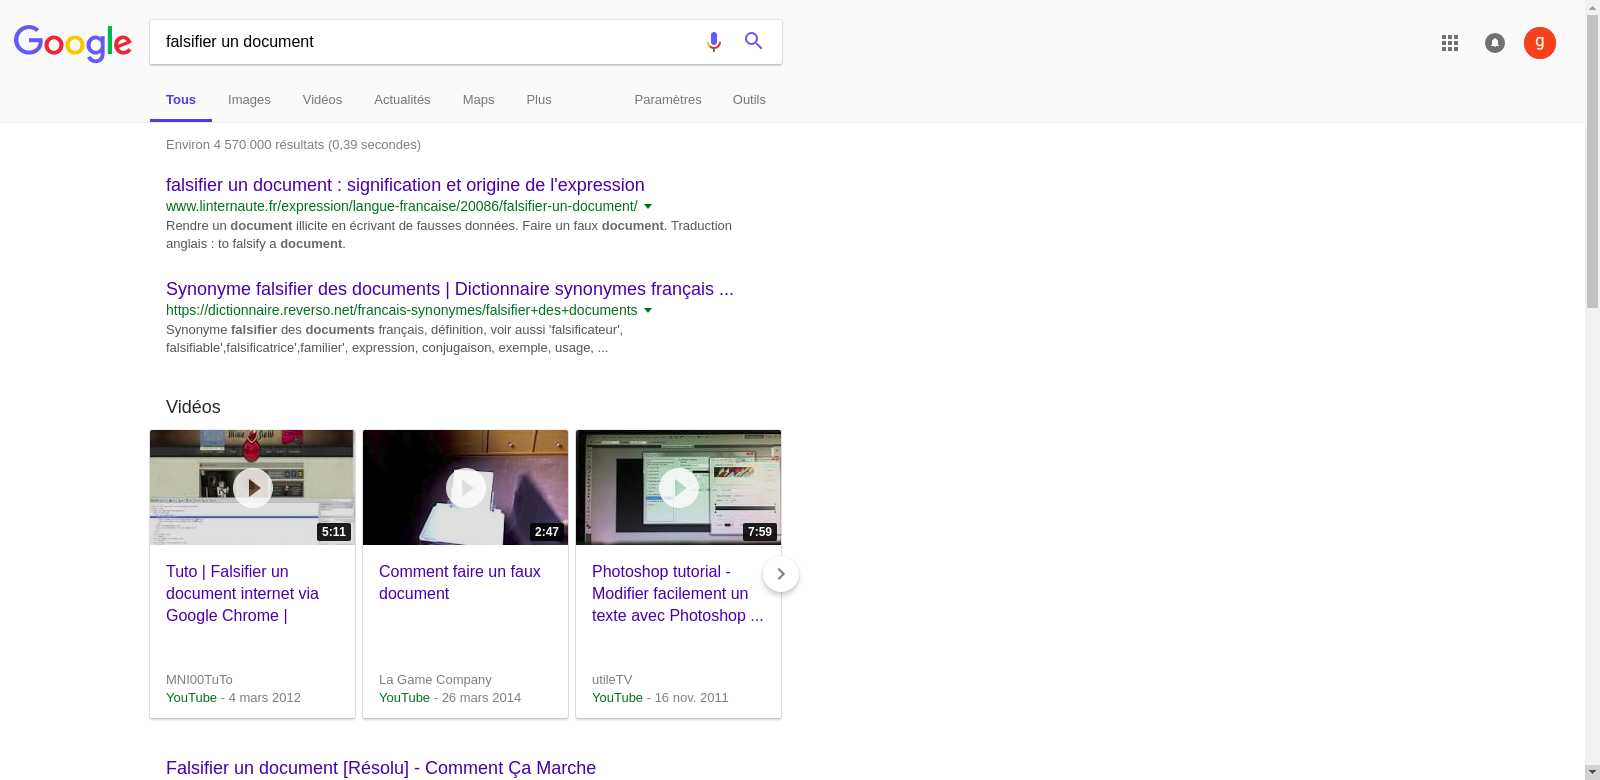 Google
falsifier un document
g
Tous Images Vidéos Actualités Maps Plus Paramètres Outils
Environ 4 570 000 résultats (0,39 secondes)
falsifier un document : signification et origine de l'expression
www.linternaute.fr/expression/langue-francaise/20086/falsifier-un-document/
Rendre un document illicite en écrivant de fausses données. Faire un faux document. Traduction
anglais : to falsify a document.
Synonyme falsifier des documents | Dictionnaire synonymes français ...
https://dictionnaire.reverso.net/francais-synonymes/falsifier+des+documents
Synonyme falsifier des documents français, définition, voir aussi 'falsificateur',
falsifiable',falsificatrice',familier', expression, conjugaison, exemple, usage, ...
Vidéos
5:11
Tuto | Falsifier un
document internet via
Google Chrome |
MNI00TuTo
YouTube - 4 mars 2012
2:47
Comment faire un faux
document
La Game Company
YouTube - 26 mars 2014
7:59
Photoshop tutorial -
Modifier facilement un
texte avec Photoshop ...
utileTV
YouTube - 16 nov. 2011
Falsifier un document [Résolu] - Comment Ça Marche